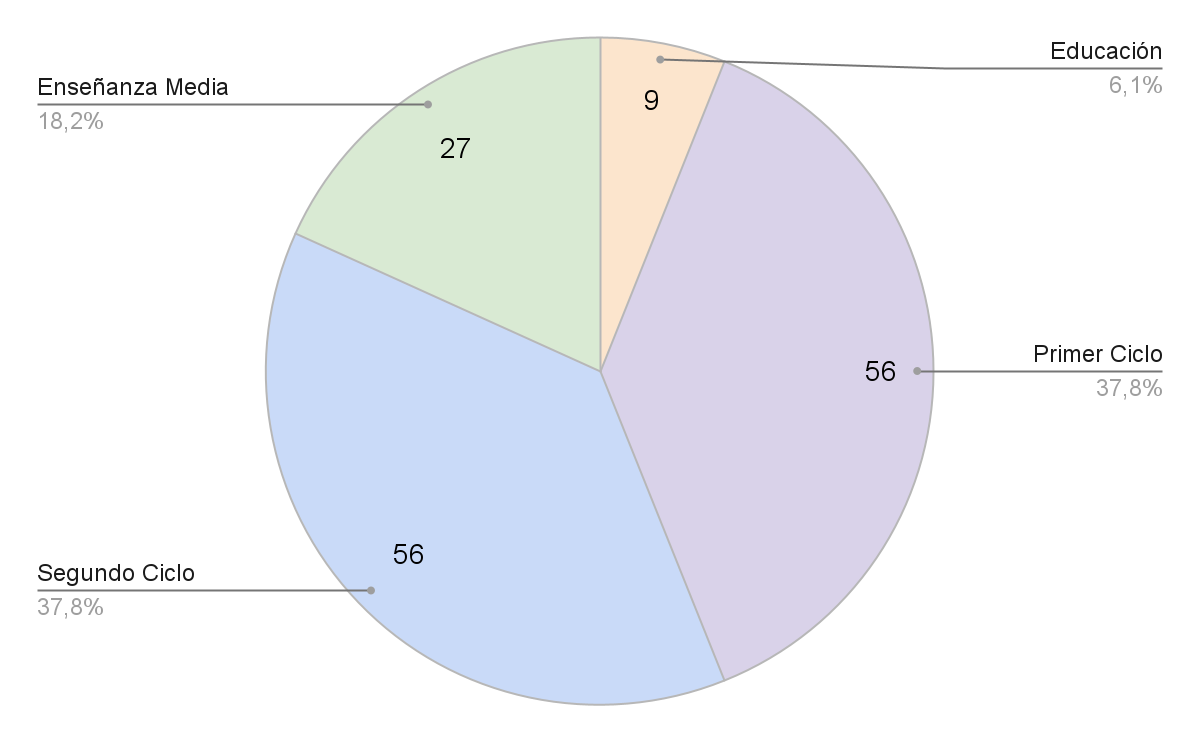 Educación
6,1%
Enseñanza Media
18,2%
9
27
Primer Ciclo
37,8%
56
56
Segundo Ciclo
37,8%